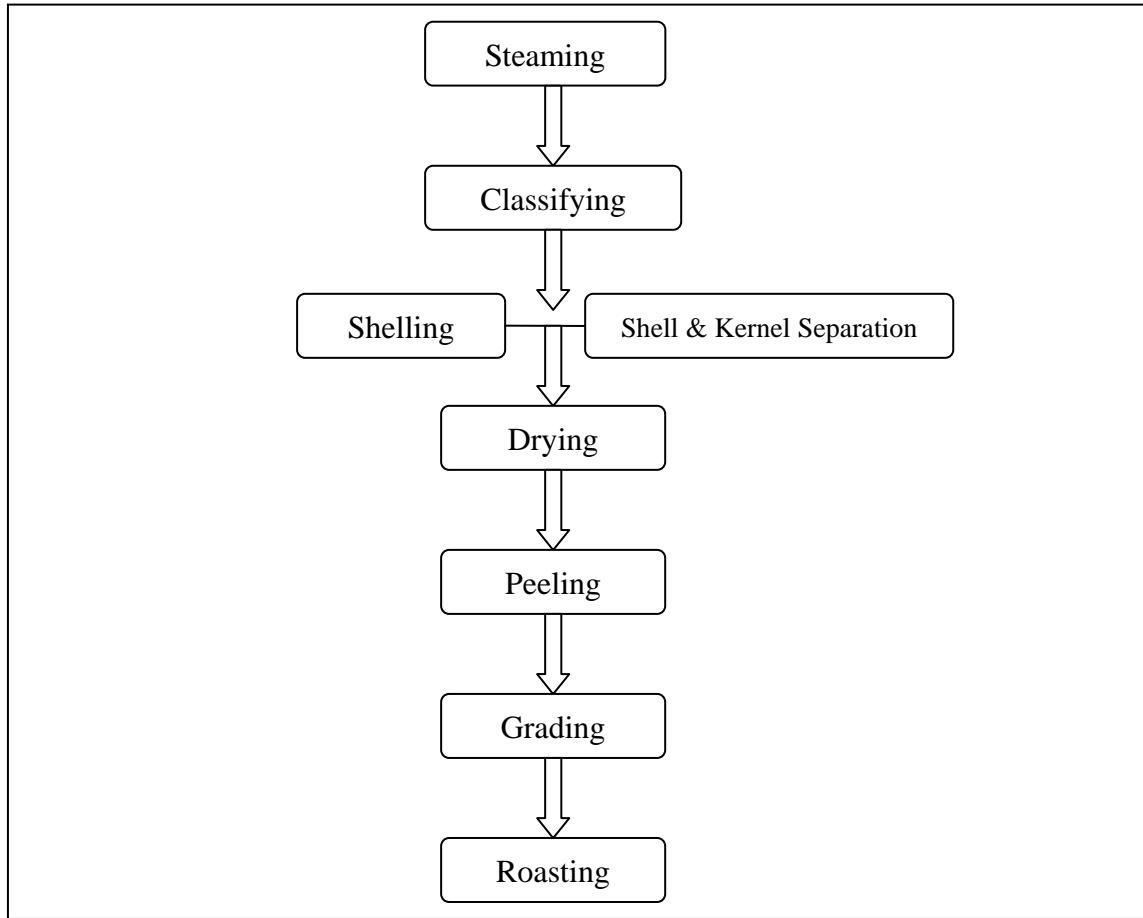 Steaming
Classifying
Shelling
Shell & Kernel Separation
Drying
Peeling
Grading
Roasting